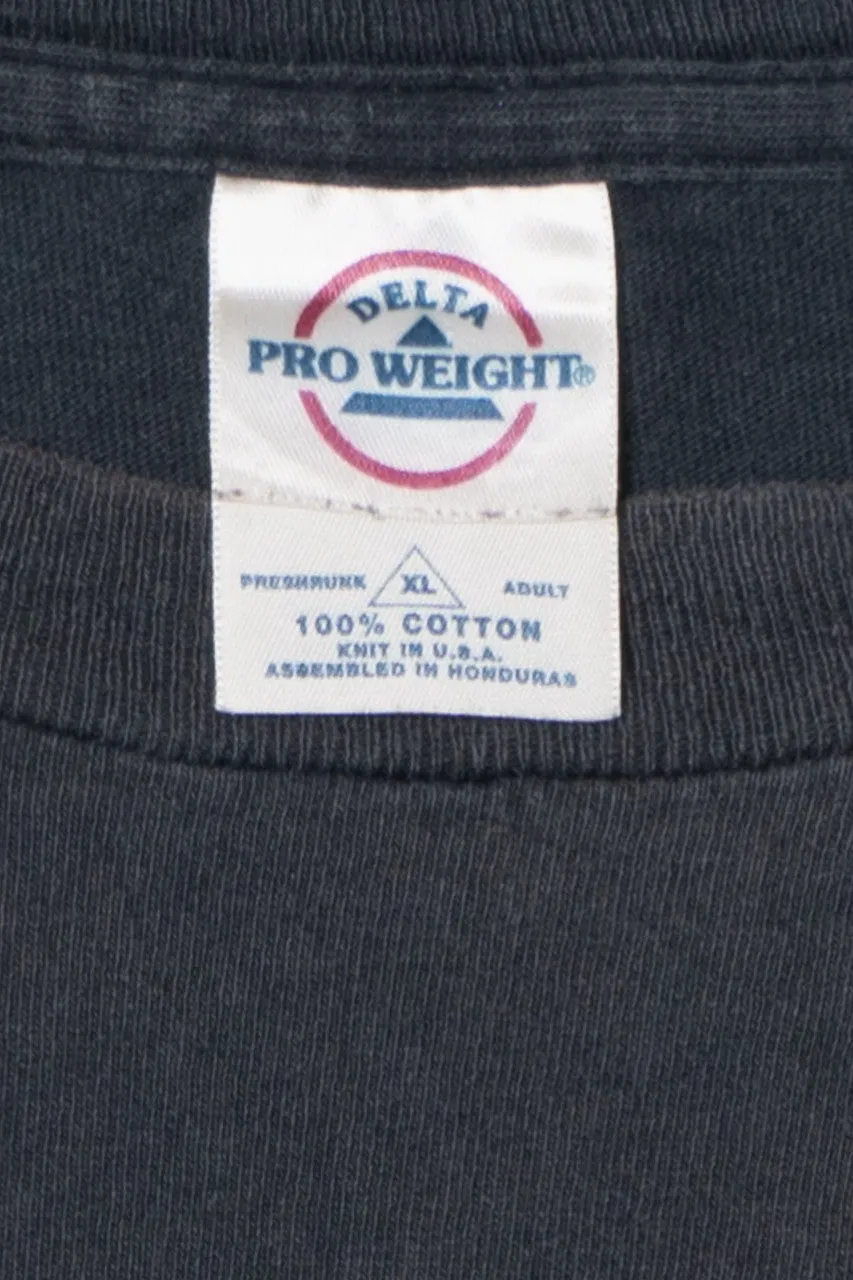 DELTA
PRO WEIGHT®
PRESHRUNK XL ADULT
100% COTTON
KNIT IN U.S.A.
ASSEMBLED IN HONDURAS